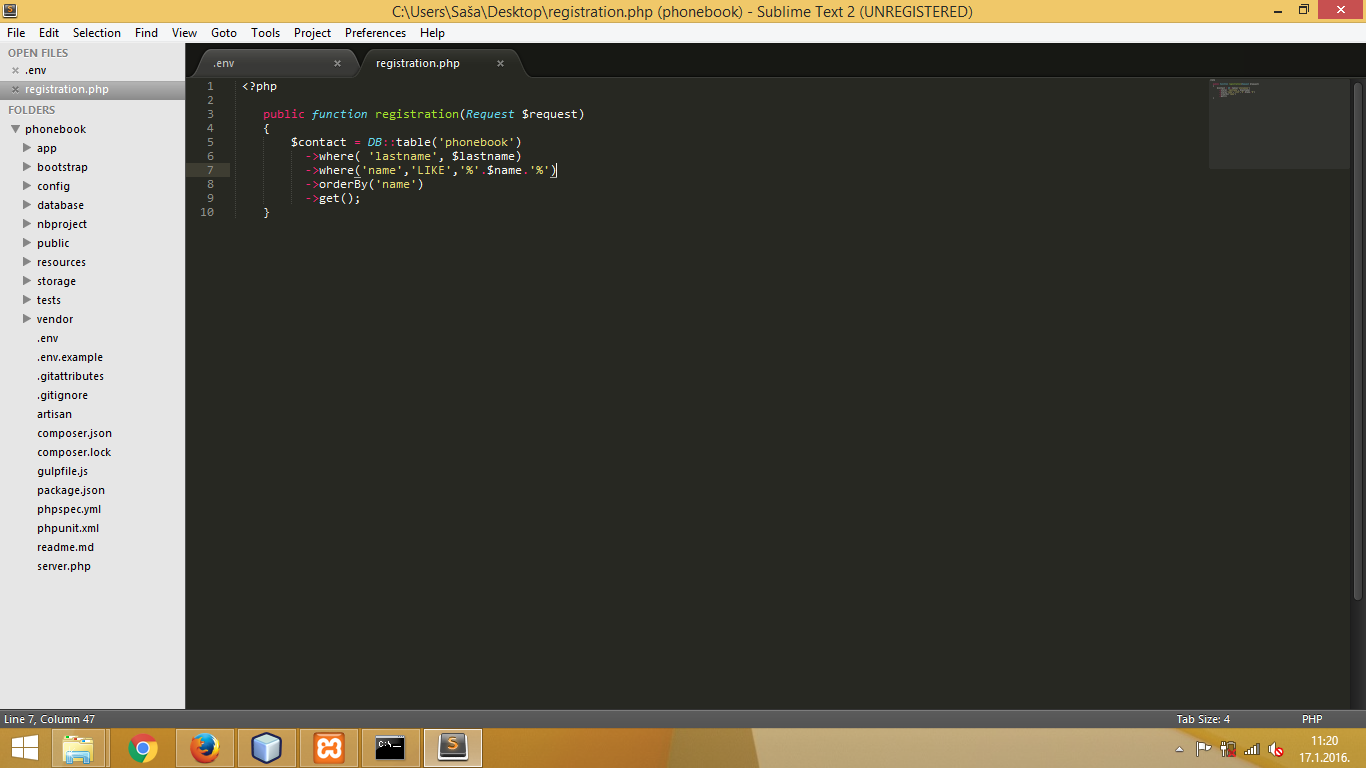 C:\Users\Saša\Desktop\registration.php (phonebook) - Sublime Text 2 (UNREGISTERED)
File Edit Selection Find View Goto Tools Project Preferences Help
OPEN FILES
.env
registration.php
FOLDERS
phonebook
app
bootstrap
config
database
nbproject
public
resources
storage
tests
vendor
.env
.env.example
.gitattributes
.gitignore
artisan
composer.json
composer.lock
gulpfile.js
package.json
phpspec.yml
phpunit.xml
readme.md
server.php
.env registration.php
1 <?php
2
3 public function registration(Request $request)
4 {
5 $contact = DB::table('phonebook')
6 ->where( 'lastname', $lastname)
7 ->where('name','LIKE','%'.$name.'%')
8 ->orderBy('name')
9 ->get();
10 }
Line 7, Column 47 Tab Size: 4 PHP
C:\
11:20
17.1.2016.